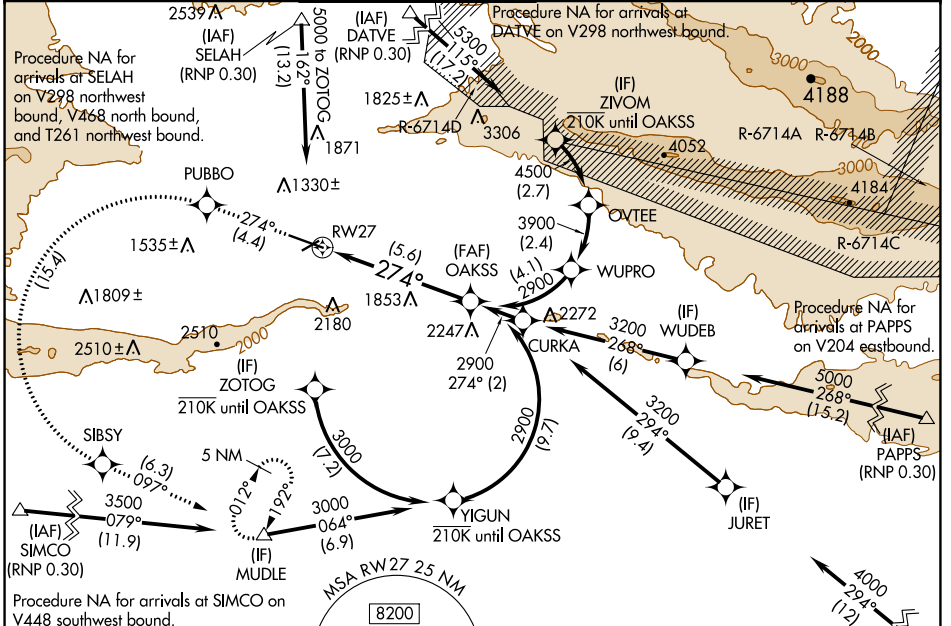 2539
(IAF)
SELAH
(RNP 0.30)
5000 to ZOTOG
162°
(13.2)
(IAF)
DATVE
(RNP 0.30)
5300
115°
(17.2)
Procedure NA for arrivals at
DATVE on V298 northwest bound.
2000
3000
4188
Procedure NA for
arrivals at SELAH
on V298 northwest
bound, V468 north bound,
and T261 northwest bound.
1825±
R-6714D
3306
(IF)
ZIVOM
210K until OAKSS
R-6714A
R-6714B
4052
3000
4184
R-6714C
1871
1330±
PUBBO
274°
(4.4)
RW27
4500
(2.7)
OVTEE
3900
(2.4)
WUPRO
(4.1)
2900
(5.6)
274°
(FAF)
OAKSS
1535±
(15.4)
1809±
1853
2180
2247
2272
CURKA
2900
274° (2)
3200
268°
(6)
(IF)
WUDEB
Procedure NA for
arrivals at PAPPS
on V204 eastbound.
2510±
2510
2000
(IF)
ZOTOG
210K until OAKSS
3000
(7.2)
2900
(9.7)
3200
294°
(9.4)
5000
268°
(15.2)
(IAF)
PAPPS
(RNP 0.30)
SIBSY
(6.3)
097°
5 NM
012°
192°
3500
079°
(11.9)
(IAF)
SIMCO
(RNP 0.30)
(IF)
MUDLE
3000
064°
(6.9)
YIGUN
210K until OAKSS
(IF)
JURET
4000
294°
(12)
MSA RW27 25 NM
8200
Procedure NA for arrivals at SIMCO on
V448 southwest bound.